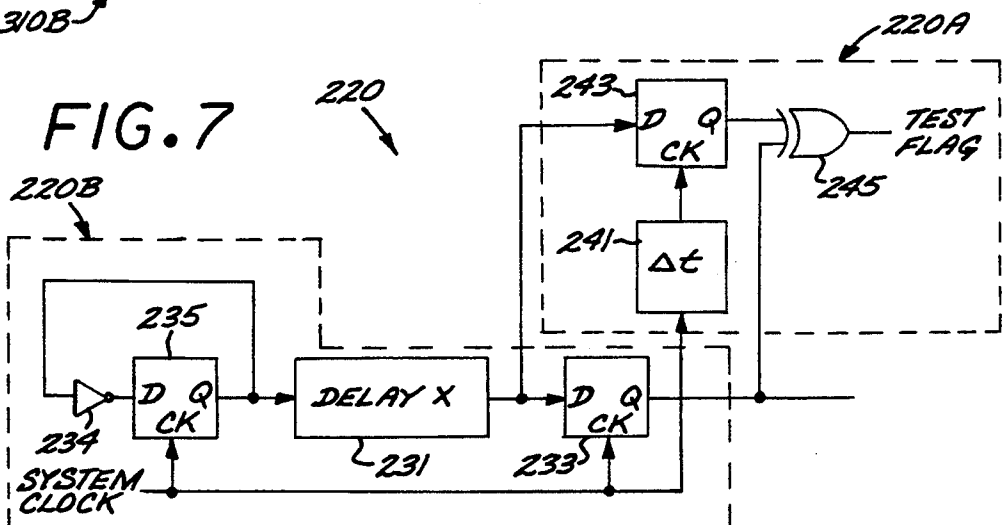 310B
220A
FIG.7
220
243
D Q
CK
TEST
FLAG
245
220B
241
Δt
235
D Q
CK
234
DELAY X
231
D Q
CK
233
SYSTEM
CLOCK